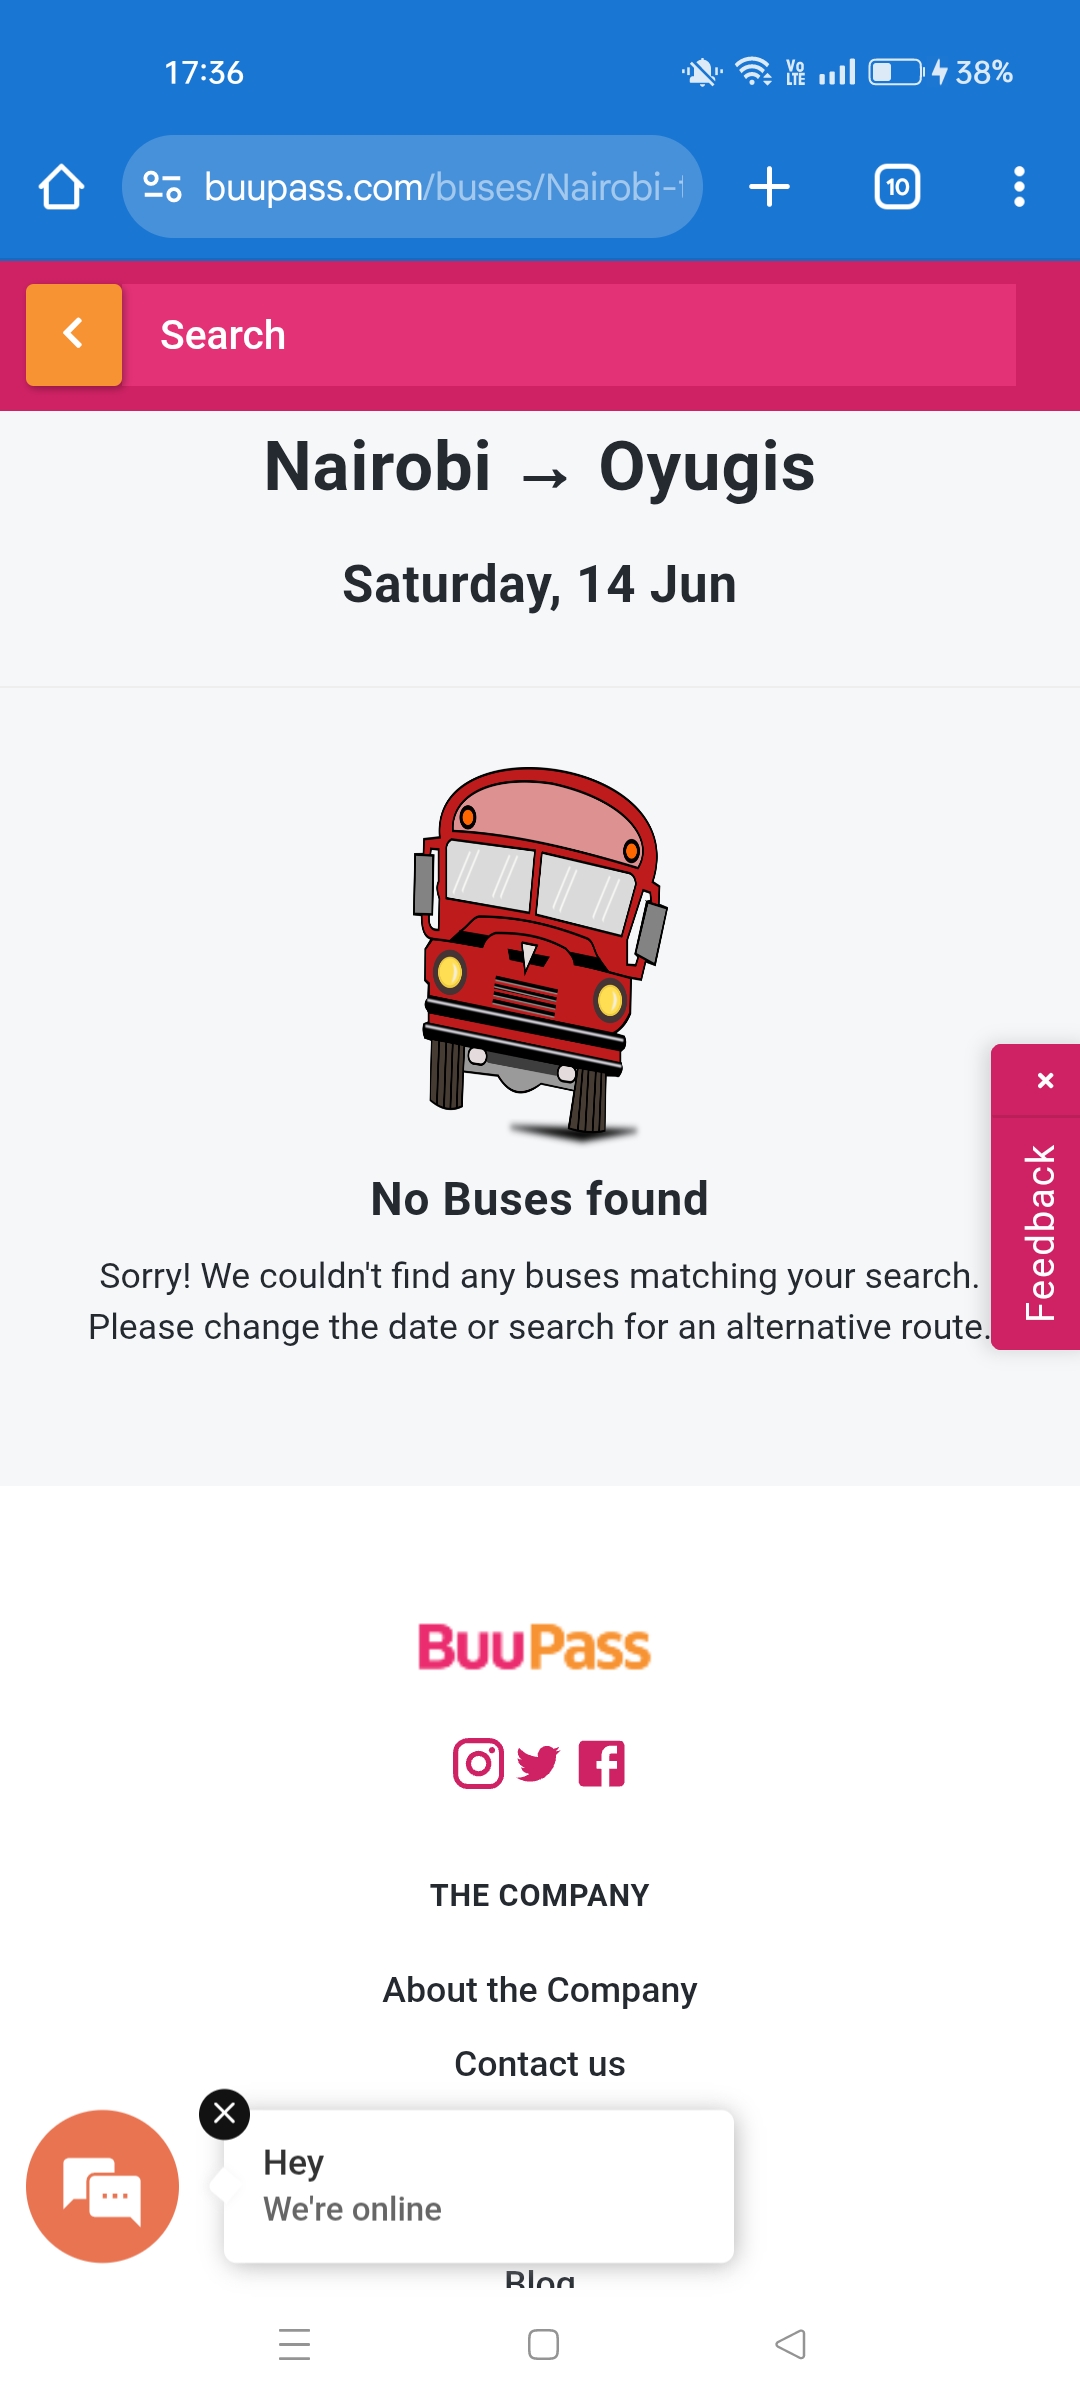 17:36
Vo
LTE
38%
buupass.com/buses/Nairobi-
10
Search
Nairobi → Oyugis
Saturday, 14 Jun
No Buses found
Sorry! We couldn't find any buses matching your search.
Please change the date or search for an alternative route.
Feedback
BuuPass
THE COMPANY
About the Company
Contact us
Hey
We're online
Blog